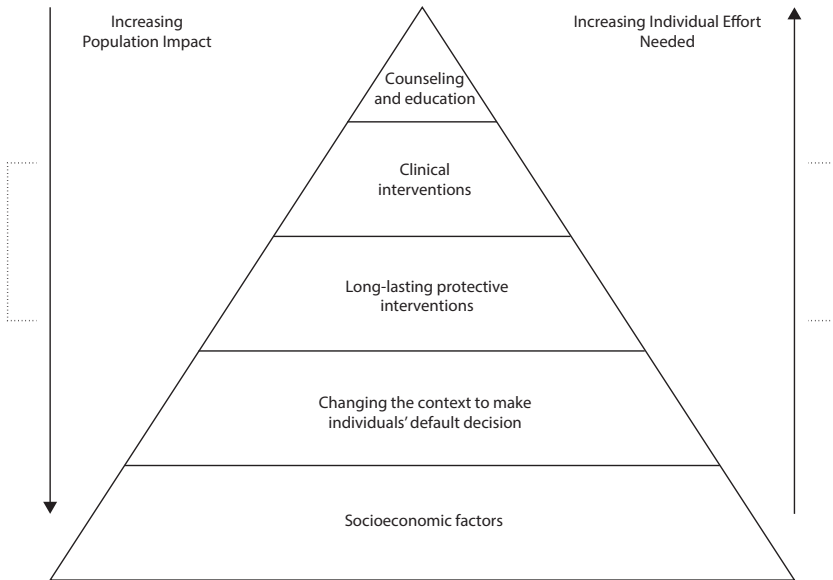 Increasing
Population Impact
Increasing Individual Effort
Needed
Counseling
and education
Clinical
interventions
Long-lasting protective
interventions
Changing the context to make
individuals’ default decision
Socioeconomic factors